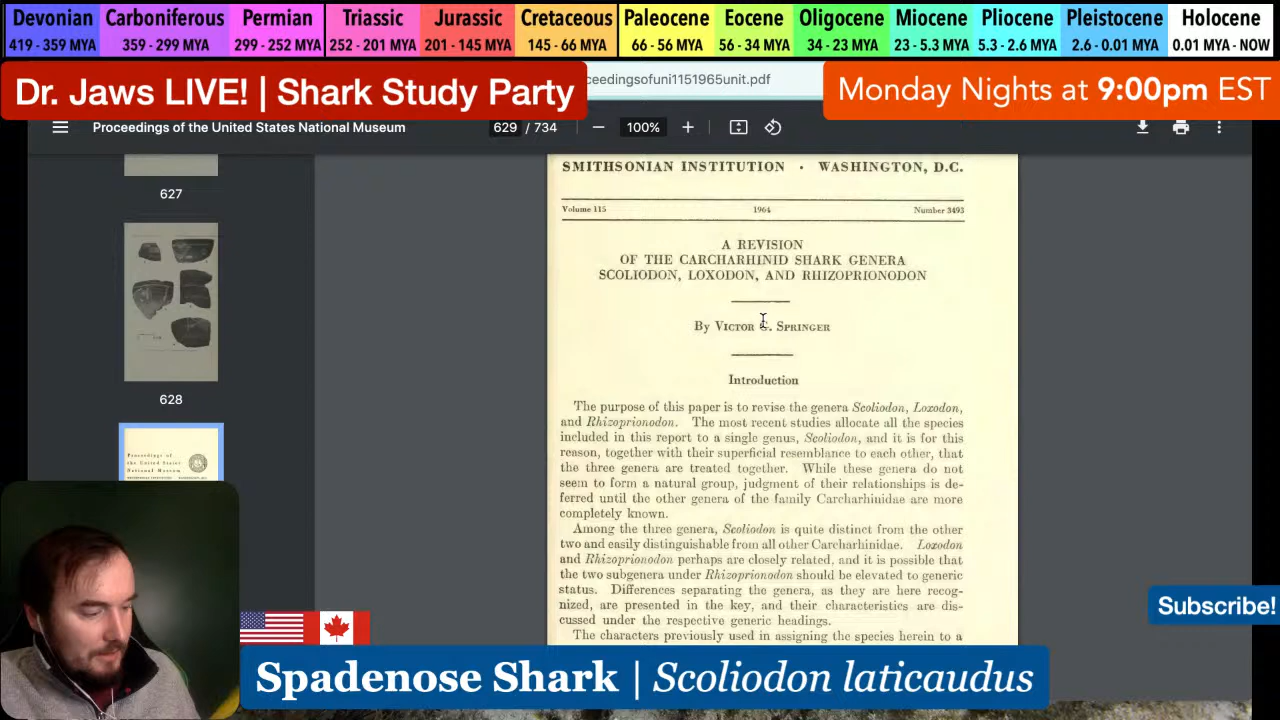 Devonian Carboniferous Permian Triassic Jurassic Cretaceous Paleocene Eocene Oligocene Miocene Pliocene Pleistocene Holocene
419 - 359 MYA 359 - 299 MYA 299 - 252 MYA 252 - 201 MYA 201 - 145 MYA 145 - 66 MYA 66 - 56 MYA 56 - 34 MYA 34 - 23 MYA 23 - 5.3 MYA 5.3 - 2.6 MYA 2.6 - 0.01 MYA 0.01 MYA - NOW
Dr. Jaws LIVE! | Shark Study Party
ceedingsofuni1151965unit.pdf
Monday Nights at 9:00pm EST
Proceedings of the United States National Museum
629 / 734
100%
627
628
Proceedings of
the United States
National Museum
SMITHSONIAN INSTITUTION · WASHINGTON, D.C.
Volume 115 1964 Number 3493
A REVISION
OF THE CARCHARHINID SHARK GENERA
SCOLIODON, LOXODON, AND RHIZOPRIONODON
By VICTOR G. SPRINGER
Introduction
The purpose of this paper is to revise the genera Scoliodon, Loxodon,
and Rhizoprionodon. The most recent studies allocate all the species
included in this report to a single genus, Scoliodon, and it is for this
reason, together with their superficial resemblance to each other, that
the three genera are treated together. While these genera do not
seem to form a natural group, judgment of their relationships is de-
ferred until the other genera of the family Carcharhinidae are more
completely known.
Among the three genera, Scoliodon is quite distinct from the other
two and easily distinguishable from all other Carcharhinidae. Loxodon
and Rhizoprionodon perhaps are closely related, and it is possible that
the two subgenera under Rhizoprionodon should be elevated to generic
status. Differences separating the genera, as they are here recog-
nized, are presented in the key, and their characteristics are dis-
cussed under the respective generic headings.
The characters previously used in assigning the species herein to a
Subscribe!
Spadenose Shark | Scoliodon laticaudus